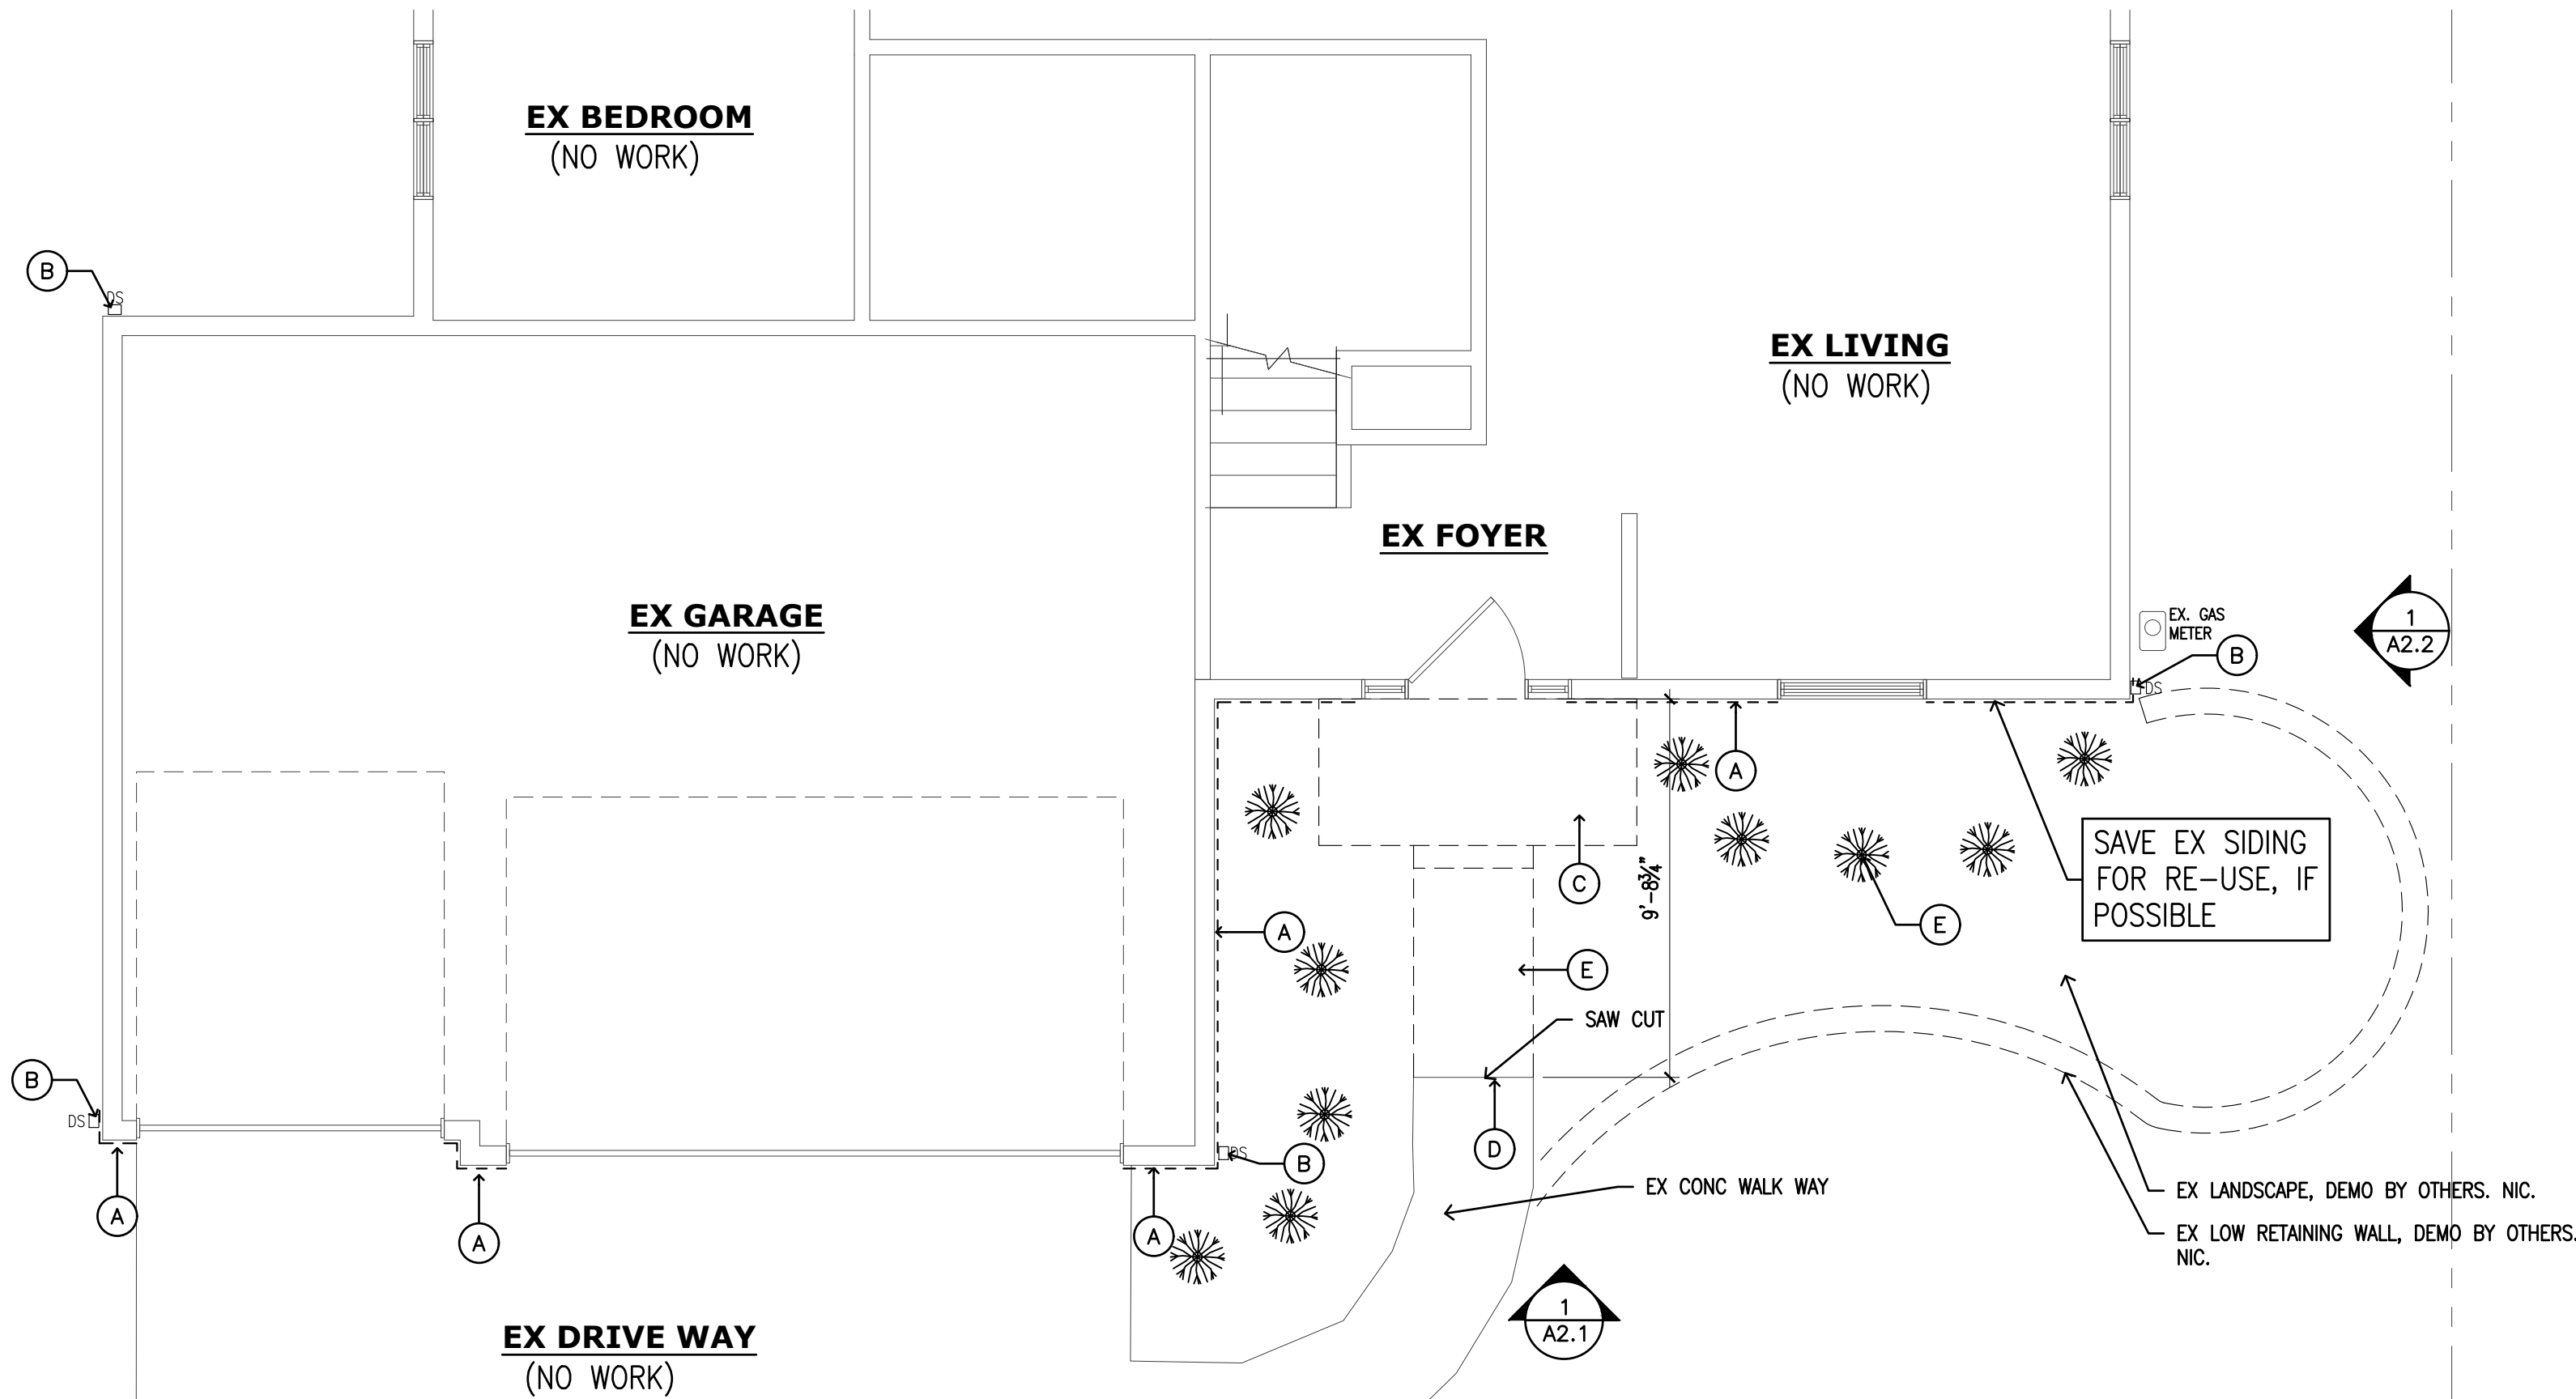 EX BEDROOM
(NO WORK)
B
DS
EX LIVING
(NO WORK)
EX FOYER
EX GARAGE
(NO WORK)
EX. GAS
METER
B
DS
1
A2.2
A
C
9'-8¾"
SAVE EX SIDING
FOR RE-USE, IF
POSSIBLE
A
E
E
SAW CUT
B
DS
D
B
DS
A
A
A
EX CONC WALK WAY
EX LANDSCAPE, DEMO BY OTHERS. NIC.
EX LOW RETAINING WALL, DEMO BY OTHERS.
NIC.
1
A2.1
EX DRIVE WAY
(NO WORK)